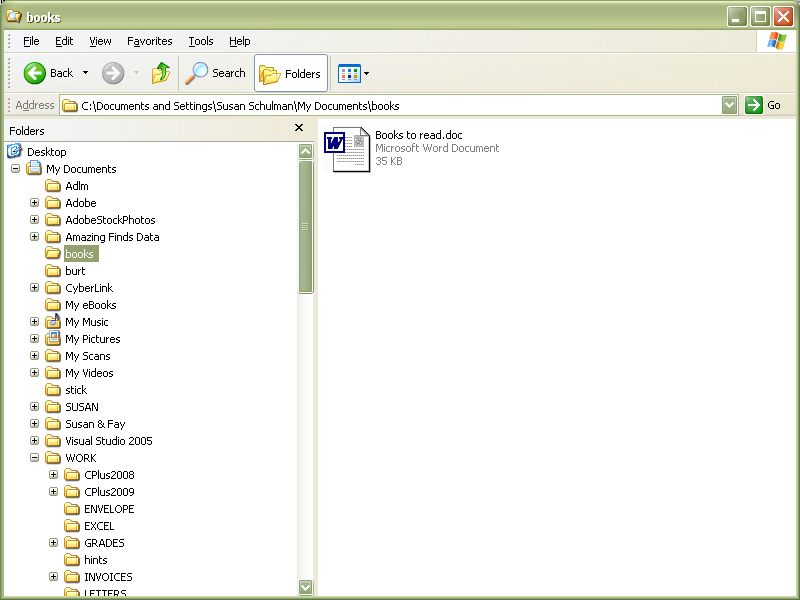 books
File Edit View Favorites Tools Help
Back Search Folders
Address C:\Documents and Settings\Susan Schulman\My Documents\books Go
Folders
Desktop
My Documents
Adlm
Adobe
AdobeStockPhotos
Amazing Finds Data
books
burt
CyberLink
My eBooks
My Music
My Pictures
My Scans
My Videos
stick
SUSAN
Susan & Fay
Visual Studio 2005
WORK
CPlus2008
CPlus2009
ENVELOPE
EXCEL
GRADES
hints
INVOICES
LETTERS
Books to read.doc
Microsoft Word Document
35 KB